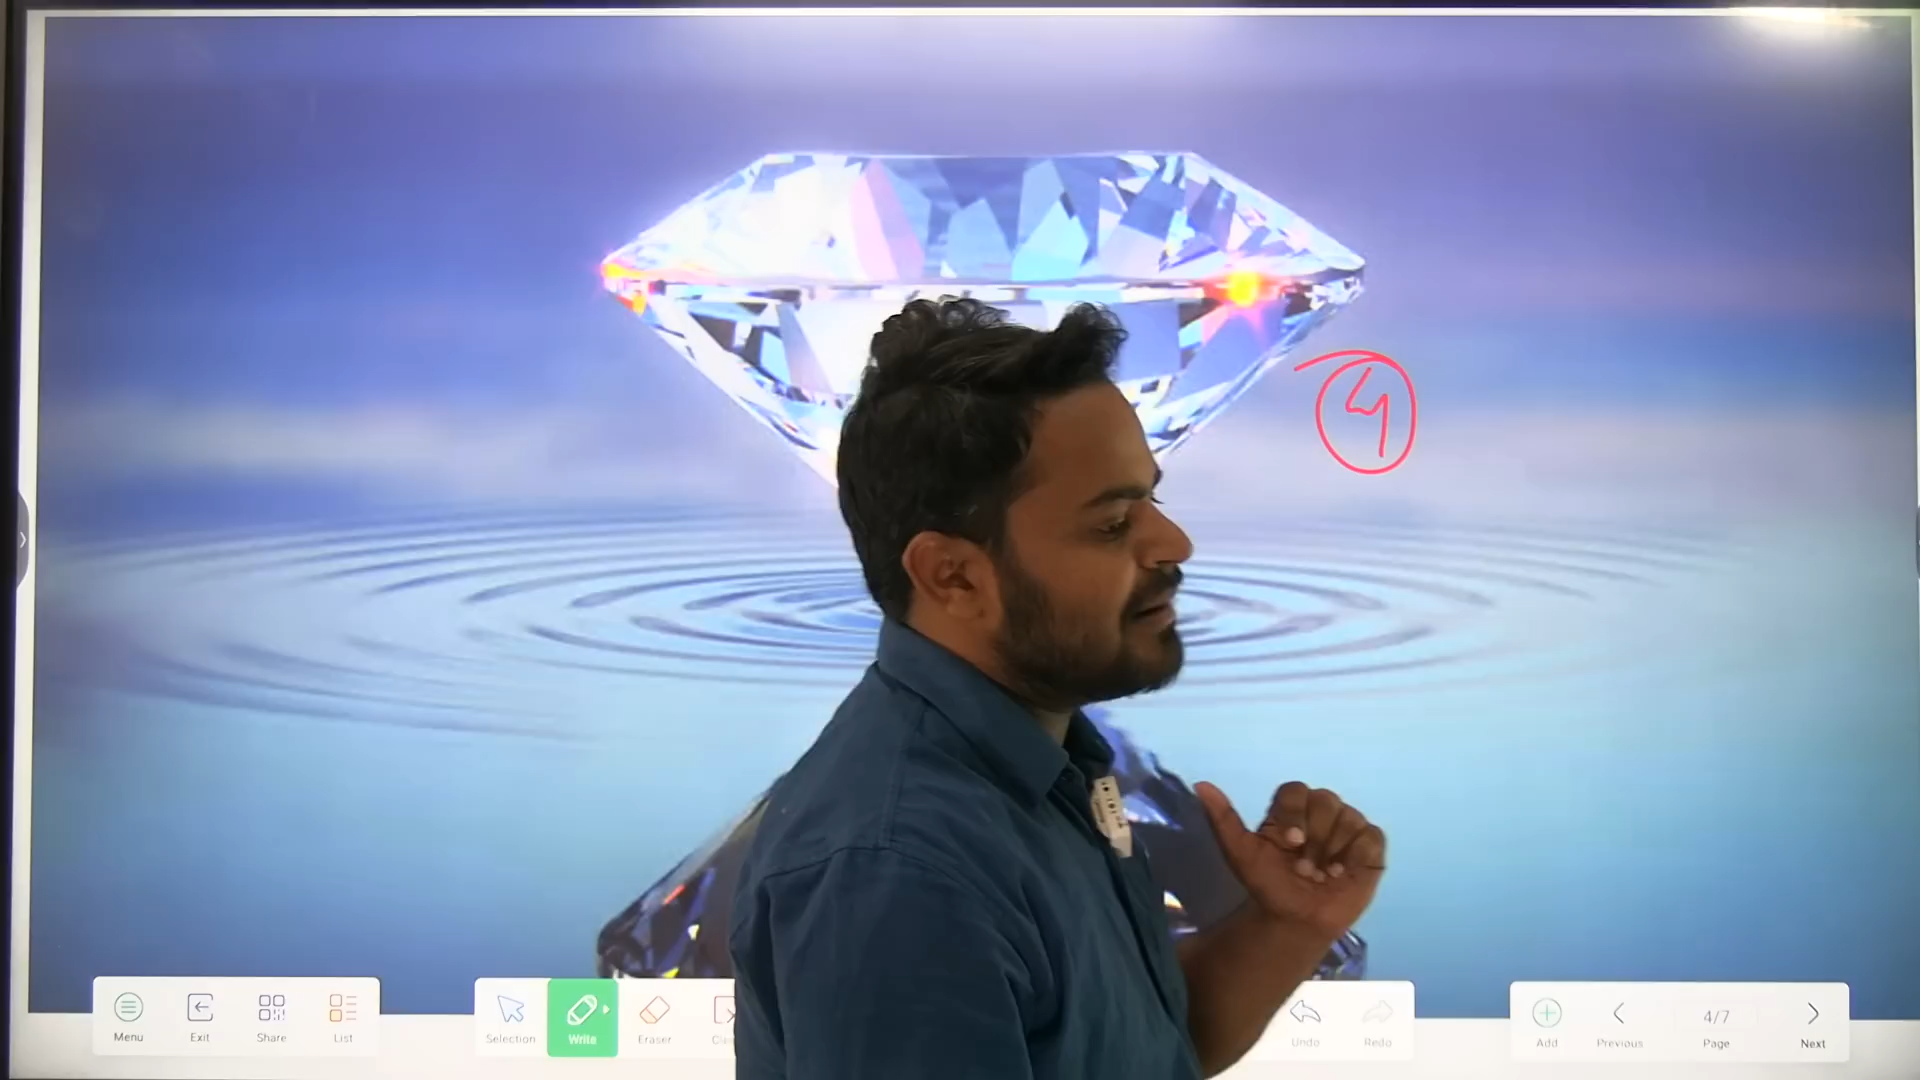 4
Menu
Exit
Share
List
Selection
Write
Eraser
Undo
Redo
Add
Previous
4/7
Page
Next